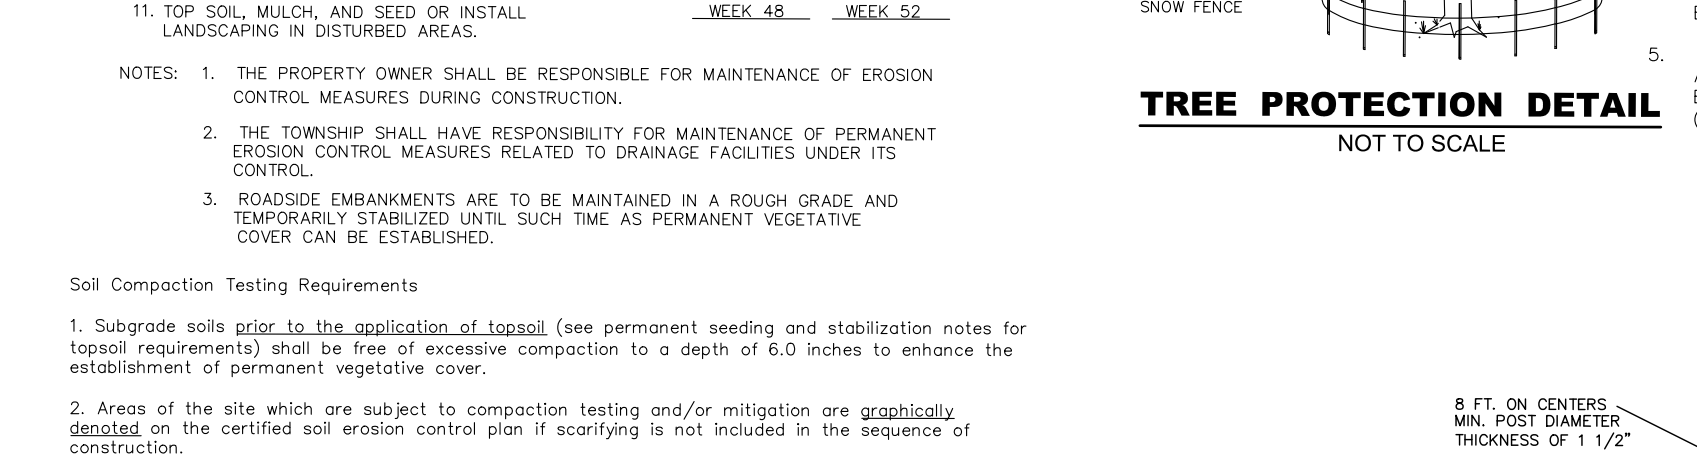 11. TOP SOIL, MULCH, AND SEED OR INSTALL WEEK 48 WEEK 52
LANDSCAPING IN DISTURBED AREAS.
NOTES: 1. THE PROPERTY OWNER SHALL BE RESPONSIBLE FOR MAINTENANCE OF EROSION
CONTROL MEASURES DURING CONSTRUCTION.
2. THE TOWNSHIP SHALL HAVE RESPONSIBILITY FOR MAINTENANCE OF PERMANENT
EROSION CONTROL MEASURES RELATED TO DRAINAGE FACILITIES UNDER ITS
CONTROL.
3. ROADSIDE EMBANKMENTS ARE TO BE MAINTAINED IN A ROUGH GRADE AND
TEMPORARILY STABILIZED UNTIL SUCH TIME AS PERMANENT VEGETATIVE
COVER CAN BE ESTABLISHED.
Soil Compaction Testing Requirements
1. Subgrade soils prior to the application of topsoil (see permanent seeding and stabilization notes for
topsoil requirements) shall be free of excessive compaction to a depth of 6.0 inches to enhance the
establishment of permanent vegetative cover.
2. Areas of the site which are subject to compaction testing and/or mitigation are graphically
denoted on the certified soil erosion control plan if scarifying is not included in the sequence of
construction.
SNOW FENCE
TREE PROTECTION DETAIL
NOT TO SCALE
5.
8 FT. ON CENTERS
MIN. POST DIAMETER
THICKNESS OF 1 1/2"